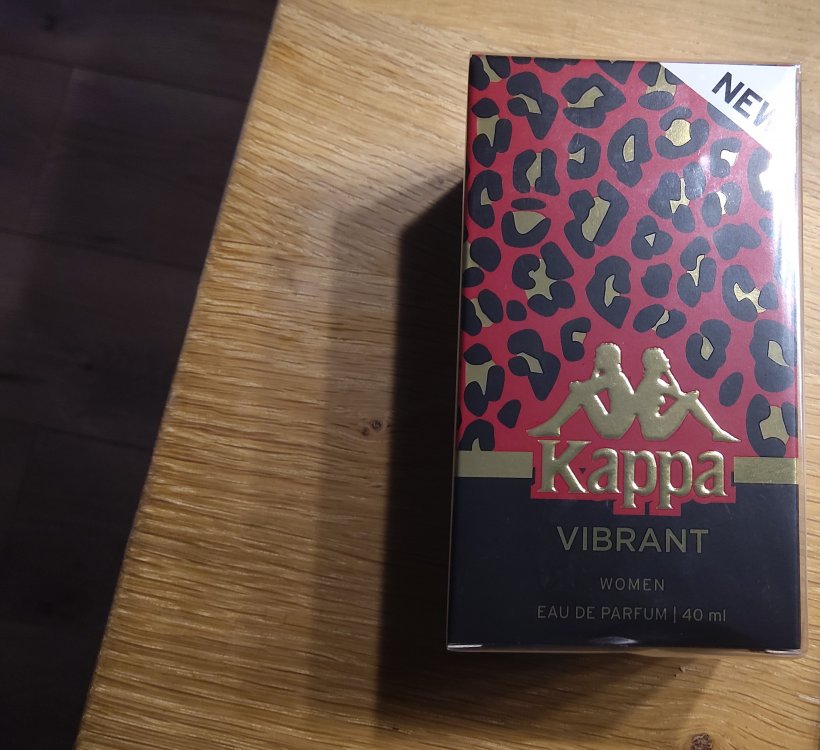 NEW
Kappa
VIBRANT
WOMEN
EAU DE PARFUM | 40 ml